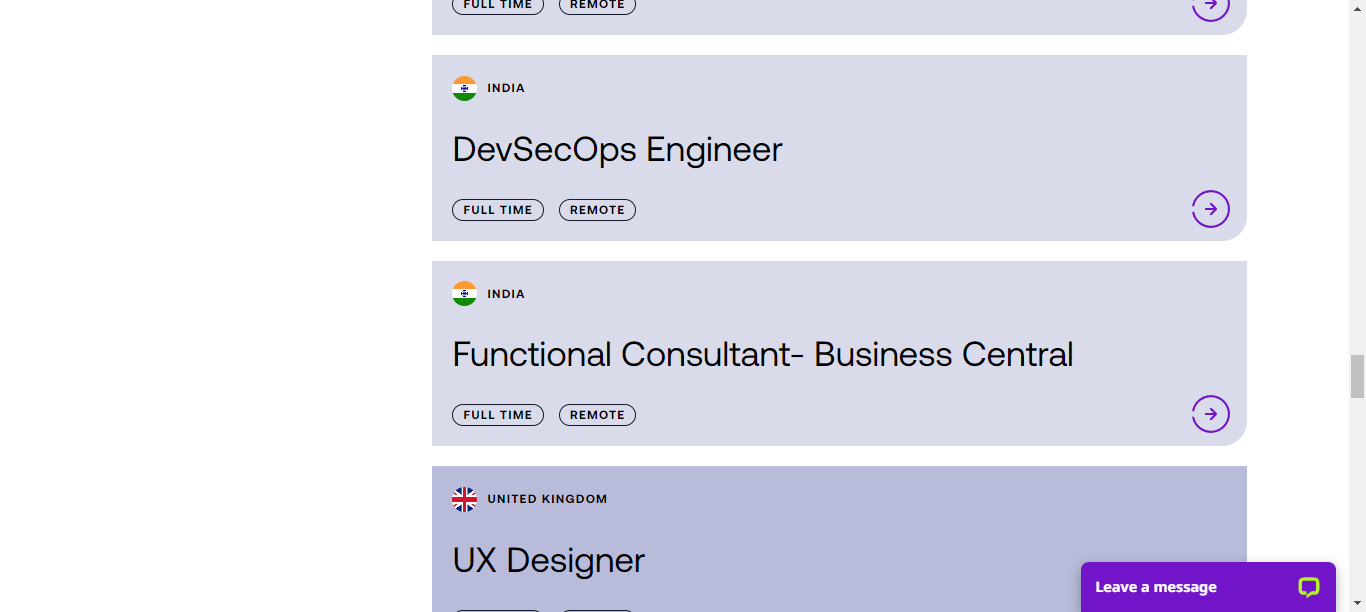 FULL TIME REMOTE
INDIA
DevSecOps Engineer
FULL TIME REMOTE
INDIA
Functional Consultant- Business Central
FULL TIME REMOTE
UNITED KINGDOM
UX Designer
Leave a message